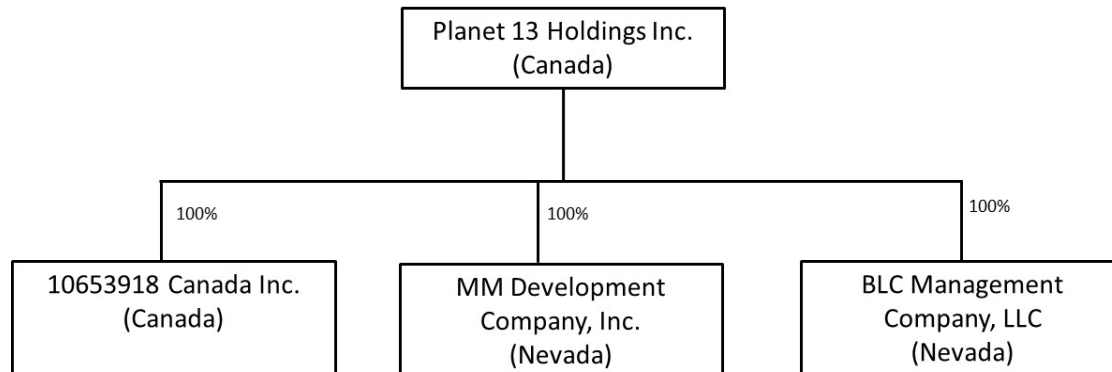 Planet 13 Holdings Inc.
(Canada)
100%
100%
100%
10653918 Canada Inc.
(Canada)
MM Development
Company, Inc.
(Nevada)
BLC Management
Company, LLC
(Nevada)